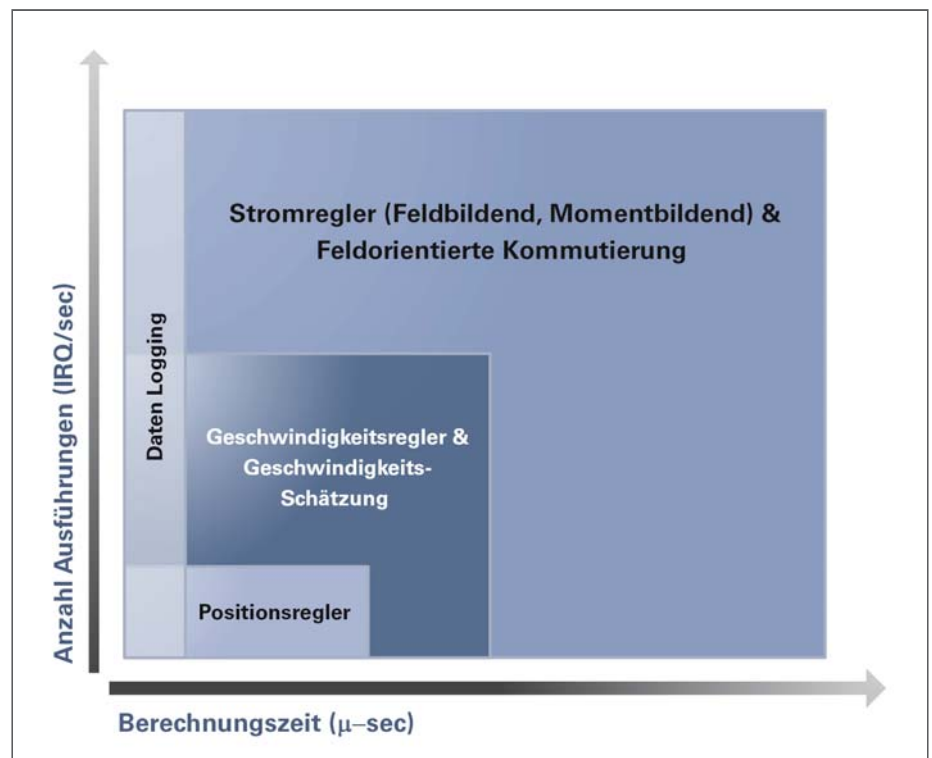 Anzahl Ausführungen (IRQ/sec)
Daten Logging
Stromregler (Feldbildend, Momentbildend) &
Feldorientierte Kommutierung
Geschwindigkeitsregler &
Geschwindigkeits-
Schätzung
Positionsregler
Berechnungszeit (µ–sec)